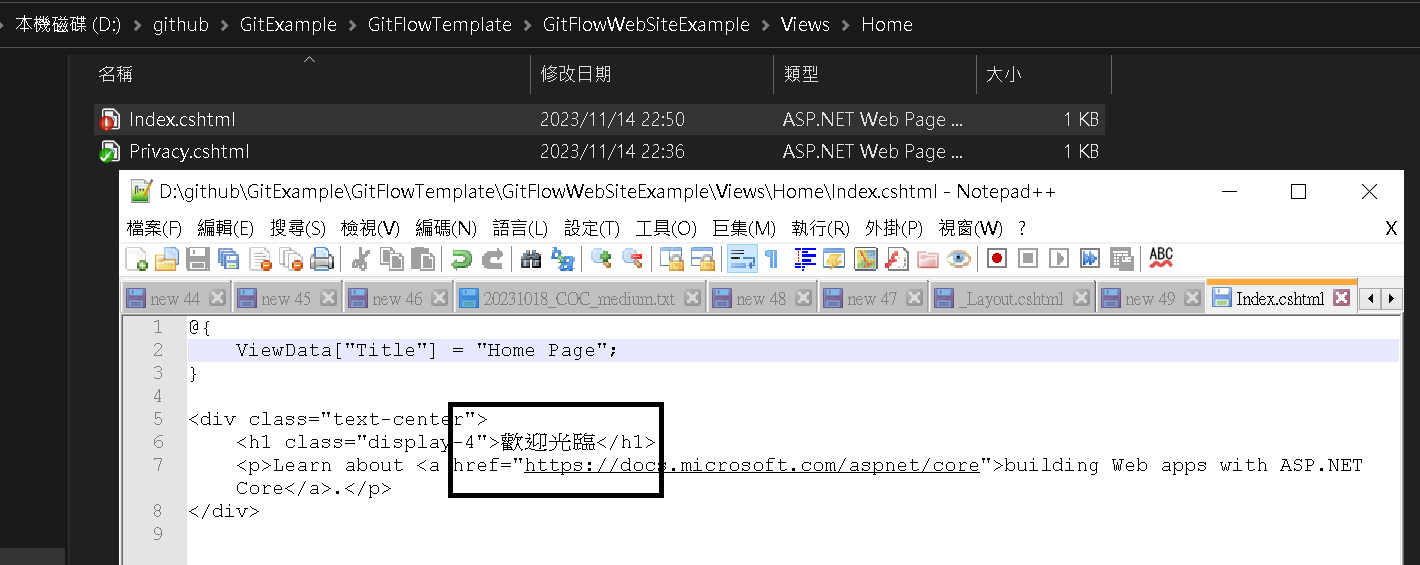 本機磁碟 (D:) > github > GitExample > GitFlowTemplate > GitFlowWebSiteExample > Views > Home
名稱 修改日期 類型 大小
Index.cshtml 2023/11/14 22:50 ASP.NET Web Page ... 1 KB
Privacy.cshtml 2023/11/14 22:36 ASP.NET Web Page ... 1 KB
D:\github\GitExample\GitFlowTemplate\GitFlowWebSiteExample\Views\Home\Index.cshtml - Notepad++
檔案(F) 編輯(E) 搜尋(S) 檢視(V) 編碼(N) 語言(L) 設定(T) 工具(O) 巨集(M) 執行(R) 外掛(P) 視窗(W) ? X
ABC
new 44 new 45 new 46 20231018_COC_medium.txt new 48 new 47 _Layout.cshtml new 49 Index.cshtml
1 @{
2 ViewData["Title"] = "Home Page";
3 }
4
5 <div class="text-center">
6 <h1 class="display-4">歡迎光臨</h1>
7 <p>Learn about <a href="https://docs.microsoft.com/aspnet/core">building Web apps with ASP.NET
Core</a>.</p>
8 </div>
9